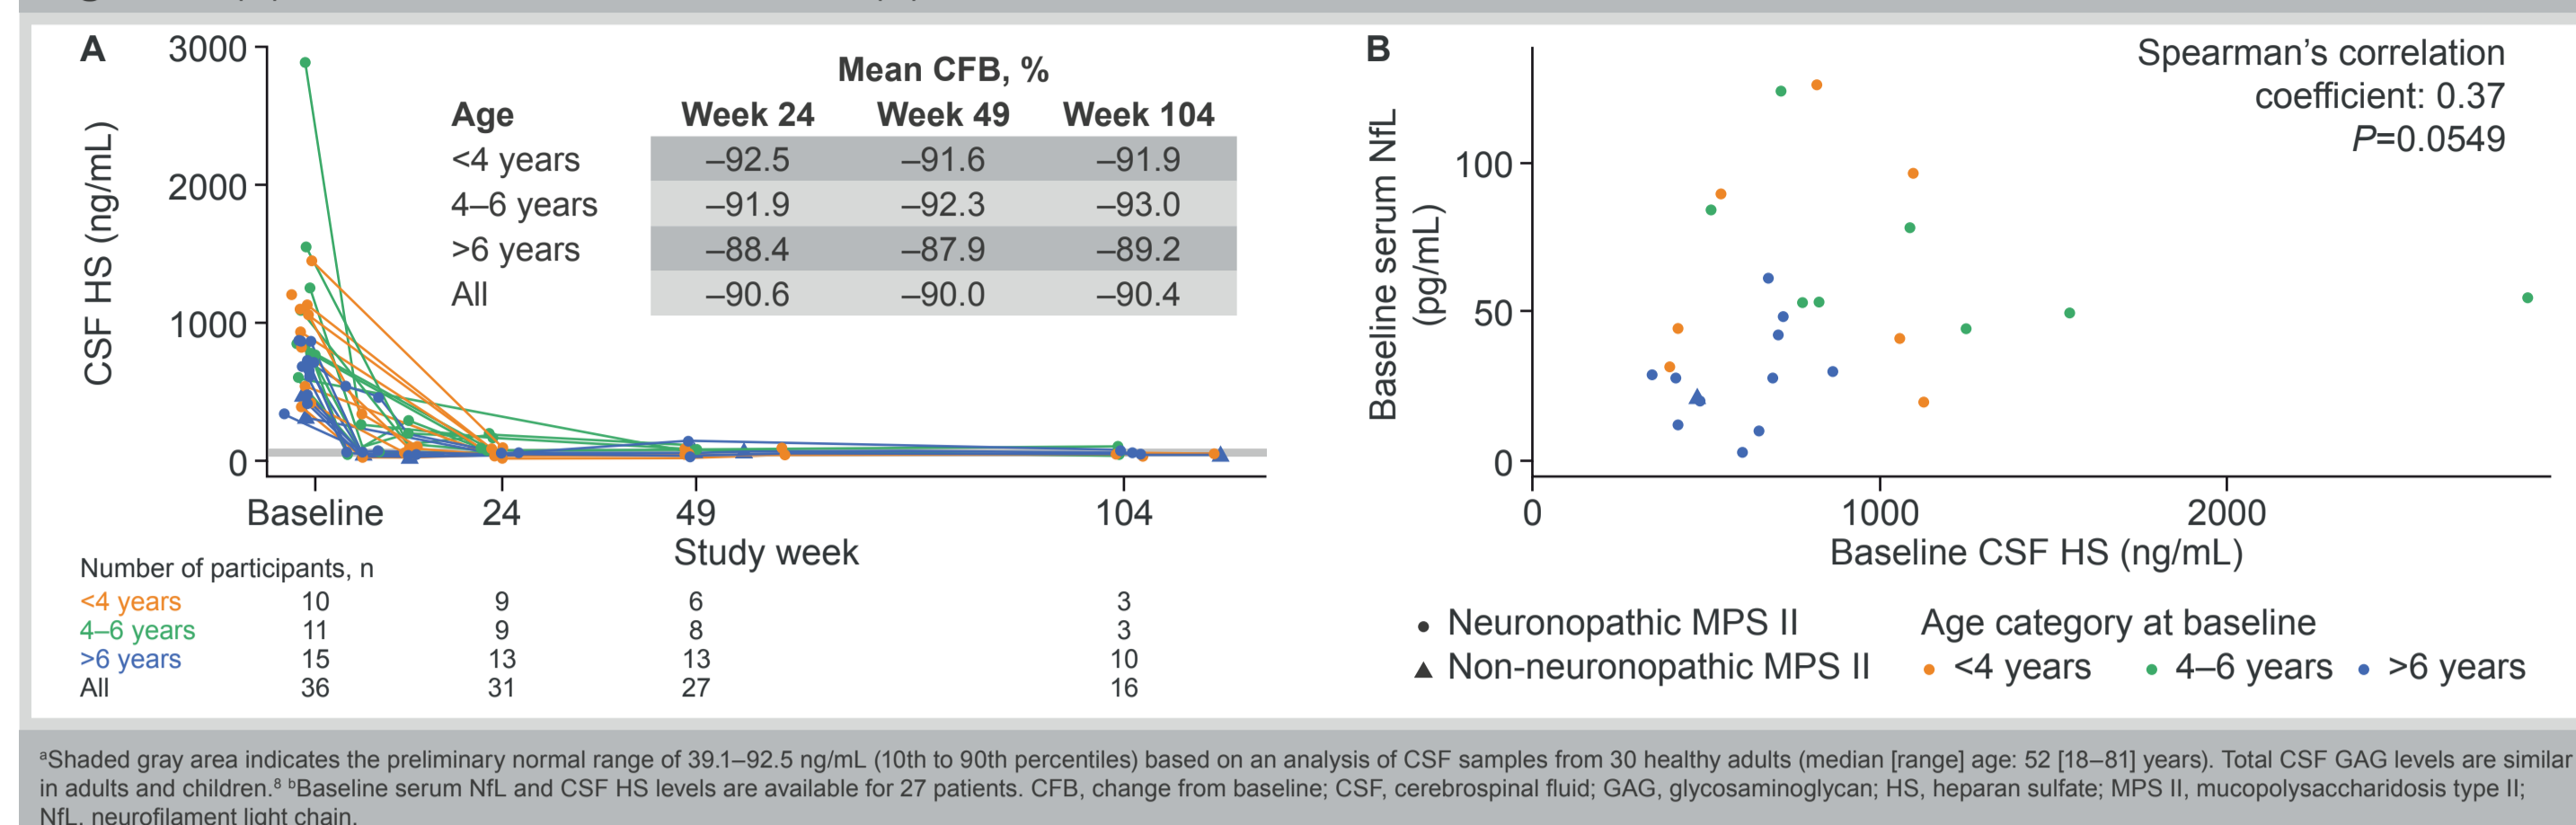 A
3000
2000
1000
0
CSF HS (ng/mL)
Mean CFB, %
Age Week 24 Week 49 Week 104
<4 years –92.5 –91.6 –91.9
4–6 years –91.9 –92.3 –93.0
>6 years –88.4 –87.9 –89.2
All –90.6 –90.0 –90.4
Baseline 24 49 104
Study week
Number of participants, n
<4 years 10 9 6 3
4–6 years 11 9 8 3
>6 years 15 13 13 10
All 36 31 27 16
B
Spearman’s correlation
coefficient: 0.37
P=0.0549
Baseline serum NfL
(pg/mL)
100
50
0
0 1000 2000
Baseline CSF HS (ng/mL)
Neuronopathic MPS II
Non-neuronopathic MPS II
Age category at baseline
<4 years 4–6 years >6 years
ᵃShaded gray area indicates the preliminary normal range of 39.1–92.5 ng/mL (10th to 90th percentiles) based on an analysis of CSF samples from 30 healthy adults (median [range] age: 52 [18–81] years). Total CSF GAG levels are similar
in adults and children.⁸ ᵇBaseline serum NfL and CSF HS levels are available for 27 patients. CFB, change from baseline; CSF, cerebrospinal fluid; GAG, glycosaminoglycan; HS, heparan sulfate; MPS II, mucopolysaccharidosis type II;
NfL, neurofilament light chain.